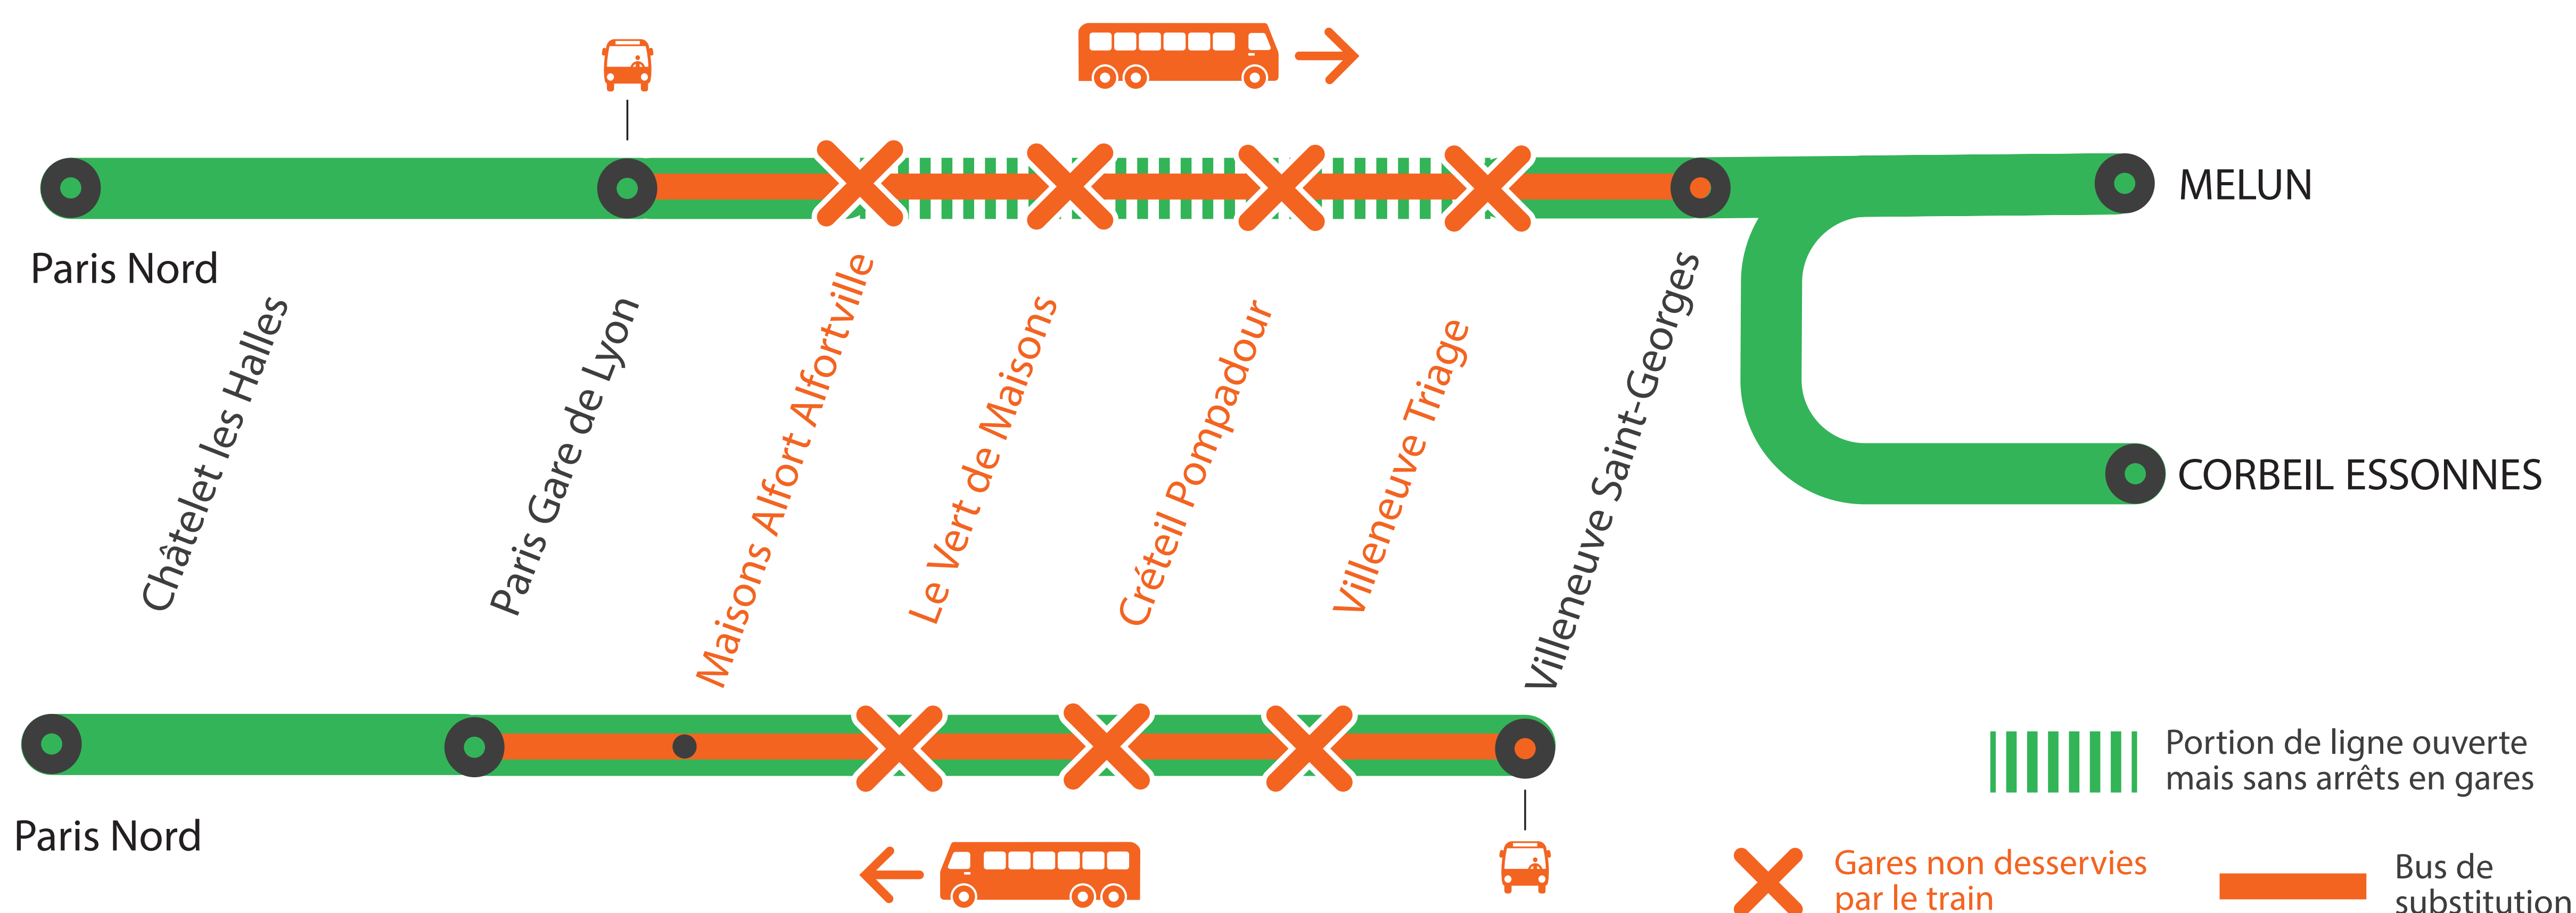 MELUN
Paris Nord
Châtelet les Halles
Paris Gare de Lyon
Maisons Alfort Alfortville
Le Vert de Maisons
Créteil Pompadour
Villeneuve Triage
Villeneuve Saint-Georges
CORBEIL ESSONNES
Paris Nord
Portion de ligne ouverte
mais sans arrêts en gares
Gares non desservies
par le train
Bus de
substitution